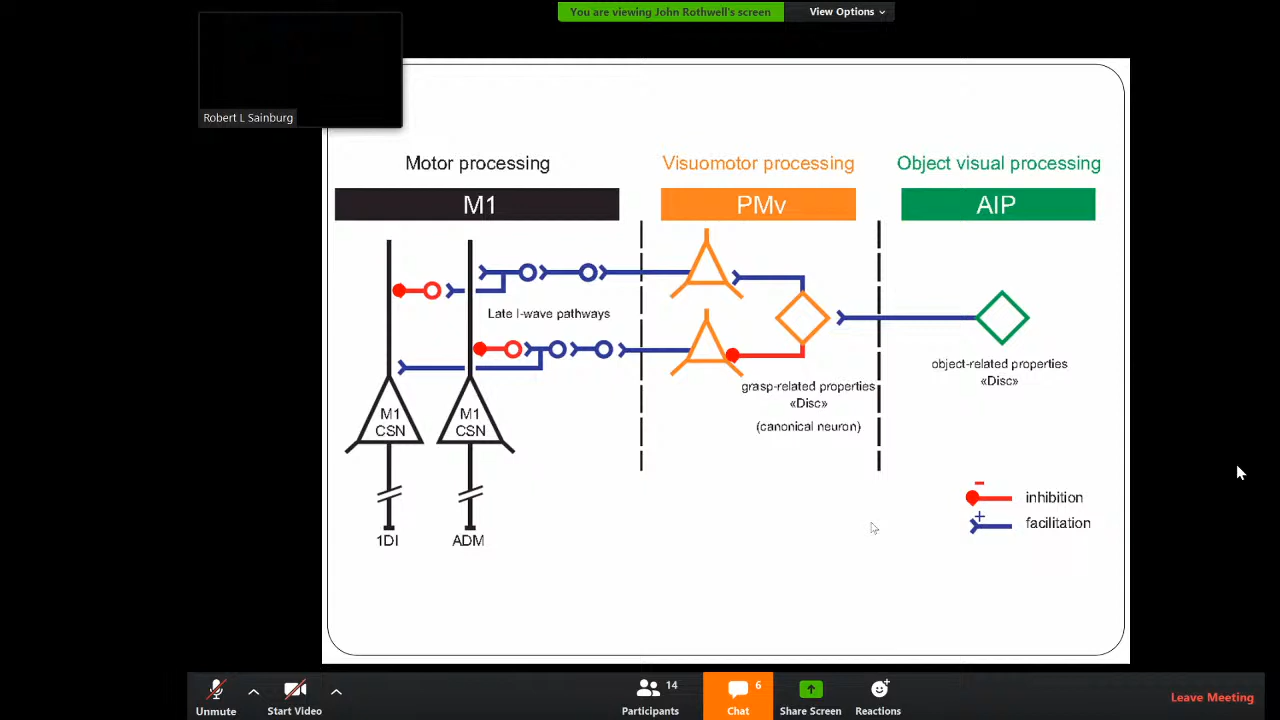 You are viewing John Rothwell's screen
View Options
Robert L Sainburg
Motor processing
Visuomotor processing
Object visual processing
M1
PMv
AIP
Late I-wave pathways
object-related properties
«Disc»
grasp-related properties
«Disc»
(canonical neuron)
M1
CSN
M1
CSN
- inhibition
+ facilitation
1DI
ADM
Unmute
Start Video
Participants
14
Chat
6
Share Screen
Reactions
Leave Meeting